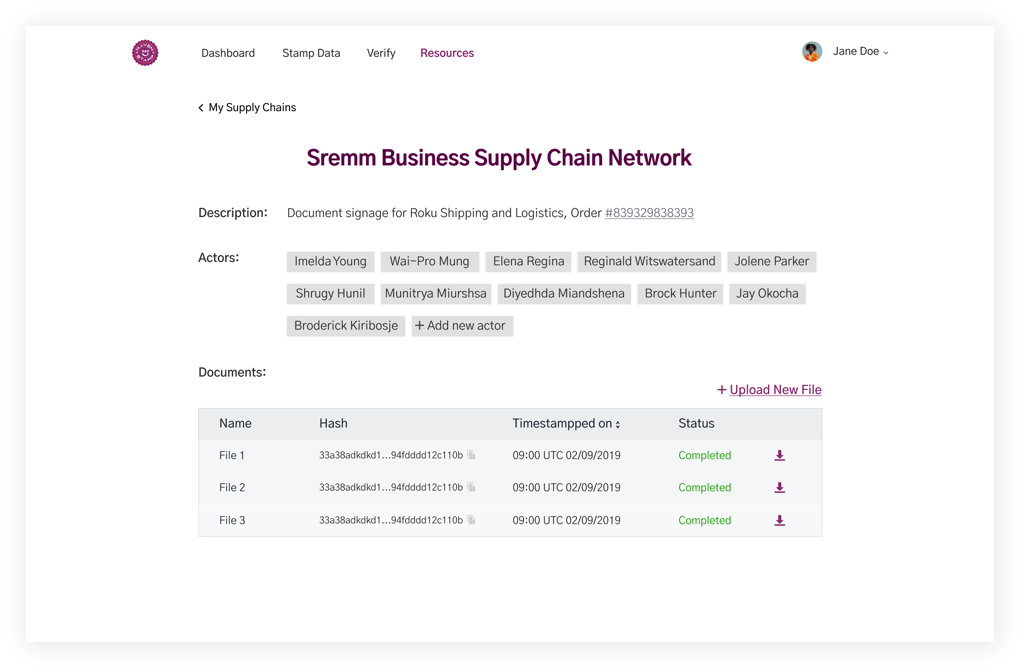 Dashboard Stamp Data Verify Resources Jane Doe
My Supply Chains
Sremm Business Supply Chain Network
Description: Document signage for Roku Shipping and Logistics, Order #839329838393
Actors: Imelda Young Wai-Pro Mung Elena Regina Reginald Witswatersand Jolene Parker
Shrugy Hunil Munitrya Miurshsa Diyedhda Miandshena Brock Hunter Jay Okocha
Broderick Kiribosje + Add new actor
Documents:
+ Upload New File
Name Hash Timestampped on Status
File 1 33a38adkdkd1...94fdddd12c110b 09:00 UTC 02/09/2019 Completed
File 2 33a38adkdkd1...94fdddd12c110b 09:00 UTC 02/09/2019 Completed
File 3 33a38adkdkd1...94fdddd12c110b 09:00 UTC 02/09/2019 Completed